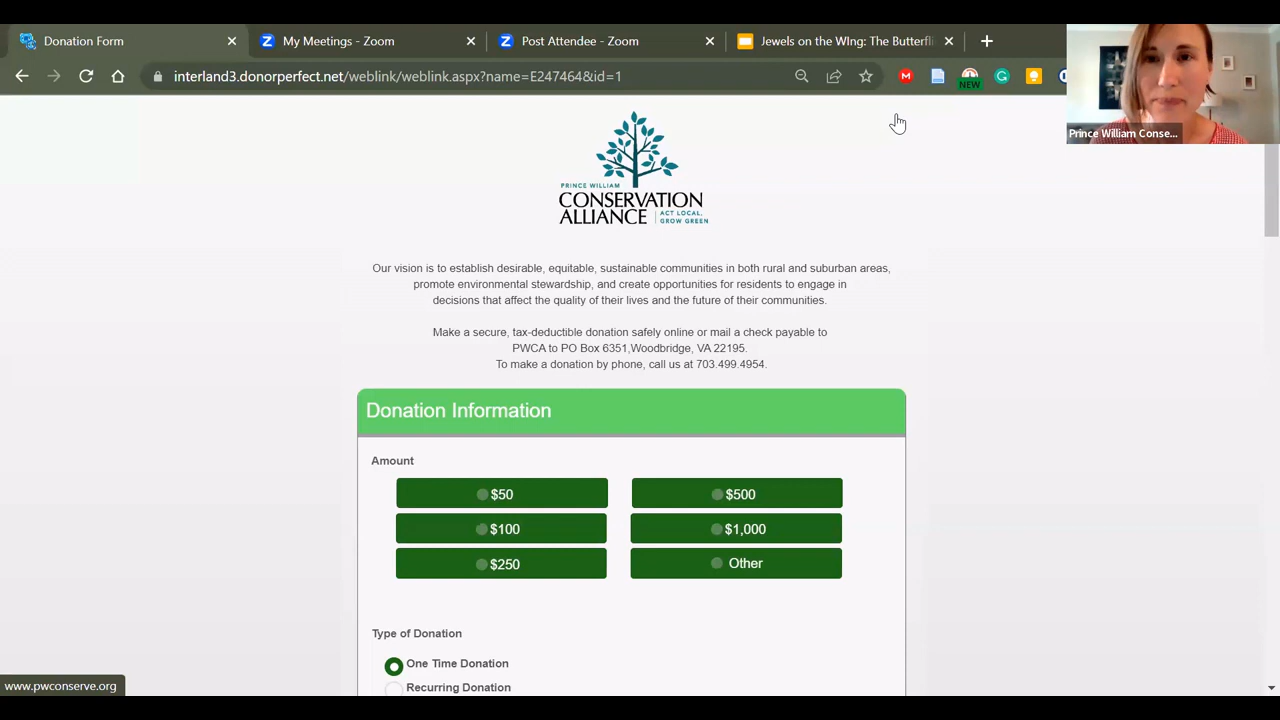 Donation Form
My Meetings - Zoom
Post Attendee - Zoom
Jewels on the WIng: The Butterfli
interland3.donorperfect.net/weblink/weblink.aspx?name=E247464&id=1
NEW
Prince William Conse...
PRINCE WILLIAM
CONSERVATION
ALLIANCE
ACT LOCAL,
GROW GREEN
Our vision is to establish desirable, equitable, sustainable communities in both rural and suburban areas,
promote environmental stewardship, and create opportunities for residents to engage in
decisions that affect the quality of their lives and the future of their communities.
Make a secure, tax-deductible donation safely online or mail a check payable to
PWCA to PO Box 6351,Woodbridge, VA 22195.
To make a donation by phone, call us at 703.499.4954.
Donation Information
Amount
$50
$500
$100
$1,000
$250
Other
Type of Donation
One Time Donation
Recurring Donation
www.pwconserve.org